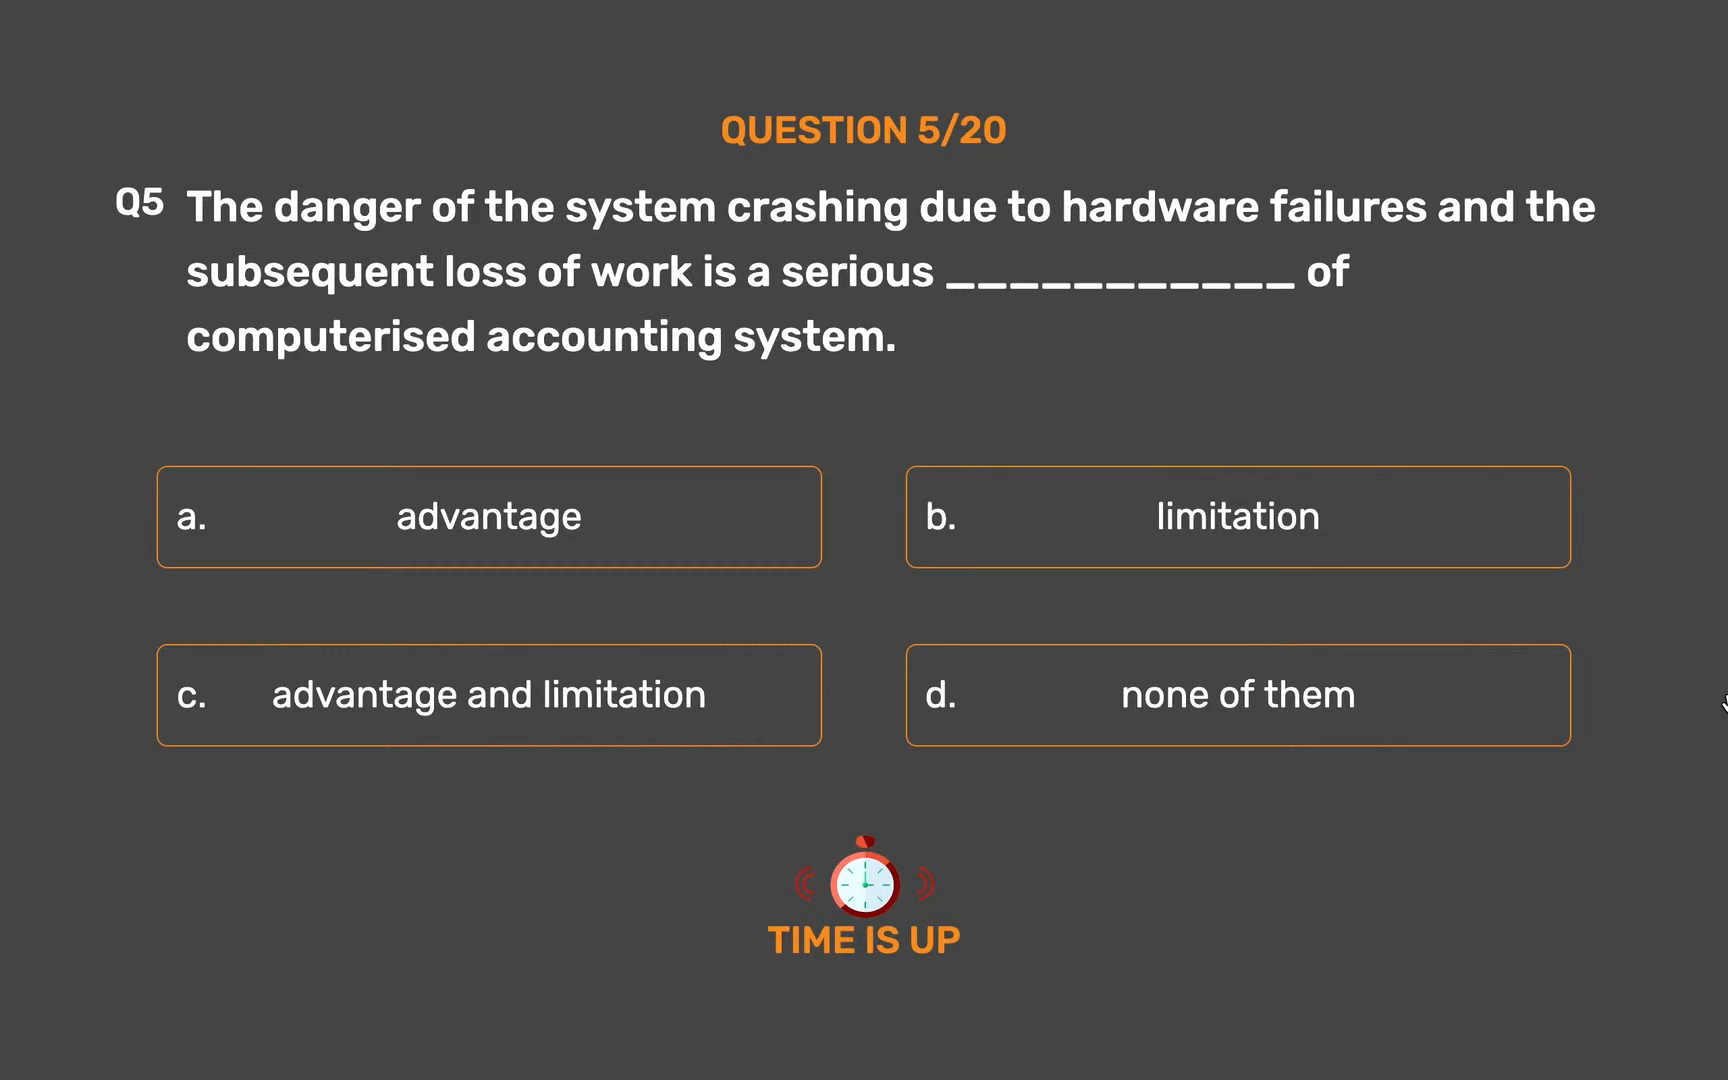 QUESTION 5/20
Q5 The danger of the system crashing due to hardware failures and the
subsequent loss of work is a serious ___________ of
computerised accounting system.
a. advantage
b. limitation
c. advantage and limitation
d. none of them
TIME IS UP